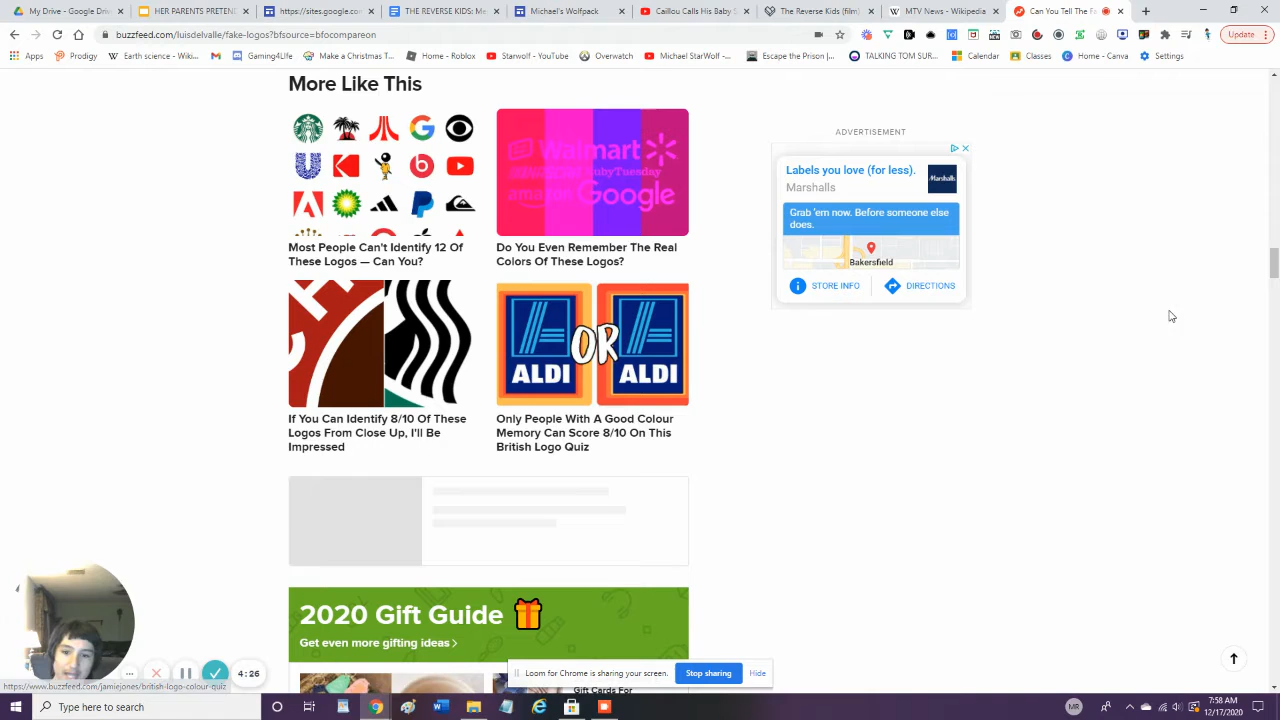 My Drive - Google Dr
HER PARENTS PRETEND
https://sites.google.com
THE REVERSE KIDS: Me
Michael's Wolfpack
Caillou Calls His Baby S
The Reverse Kids (film)
MTV News - Wikipedia
Can You Tell The
buzzfeed.com/luisdelvalle/fake-logos?bfsource=bfocompareon
Update
Apps
Prodigy
Earth science - Wiki...
Gaming4Life
Make a Christmas T...
Home - Roblox
Starwolf - YouTube
Overwatch
Michael StarWolf -...
Escape the Prison |...
TALKING TOM SUR...
Calendar
Classes
Home - Canva
Settings
More Like This
Walmart
RubyTuesday
amazon Google
Most People Can't Identify 12 Of
These Logos — Can You?
Do You Even Remember The Real
Colors Of These Logos?
ALDI OR ALDI
If You Can Identify 8/10 Of These
Logos From Close Up, I'll Be
Impressed
Only People With A Good Colour
Memory Can Score 8/10 On This
British Logo Quiz
ADVERTISEMENT
Labels you love (for less).
Marshalls
Marshalls
Grab 'em now. Before someone else
does.
Bakersfield
STORE INFO
DIRECTIONS
2020 Gift Guide
Get even more gifting ideas >
Gift Cards For
4:26
Loom for Chrome is sharing your screen.
Stop sharing
Hide
https://www.buzzfeed.com/jamiejones/british-logo-colour-quiz
Type here to search
MR
7:58 AM
12/17/2020